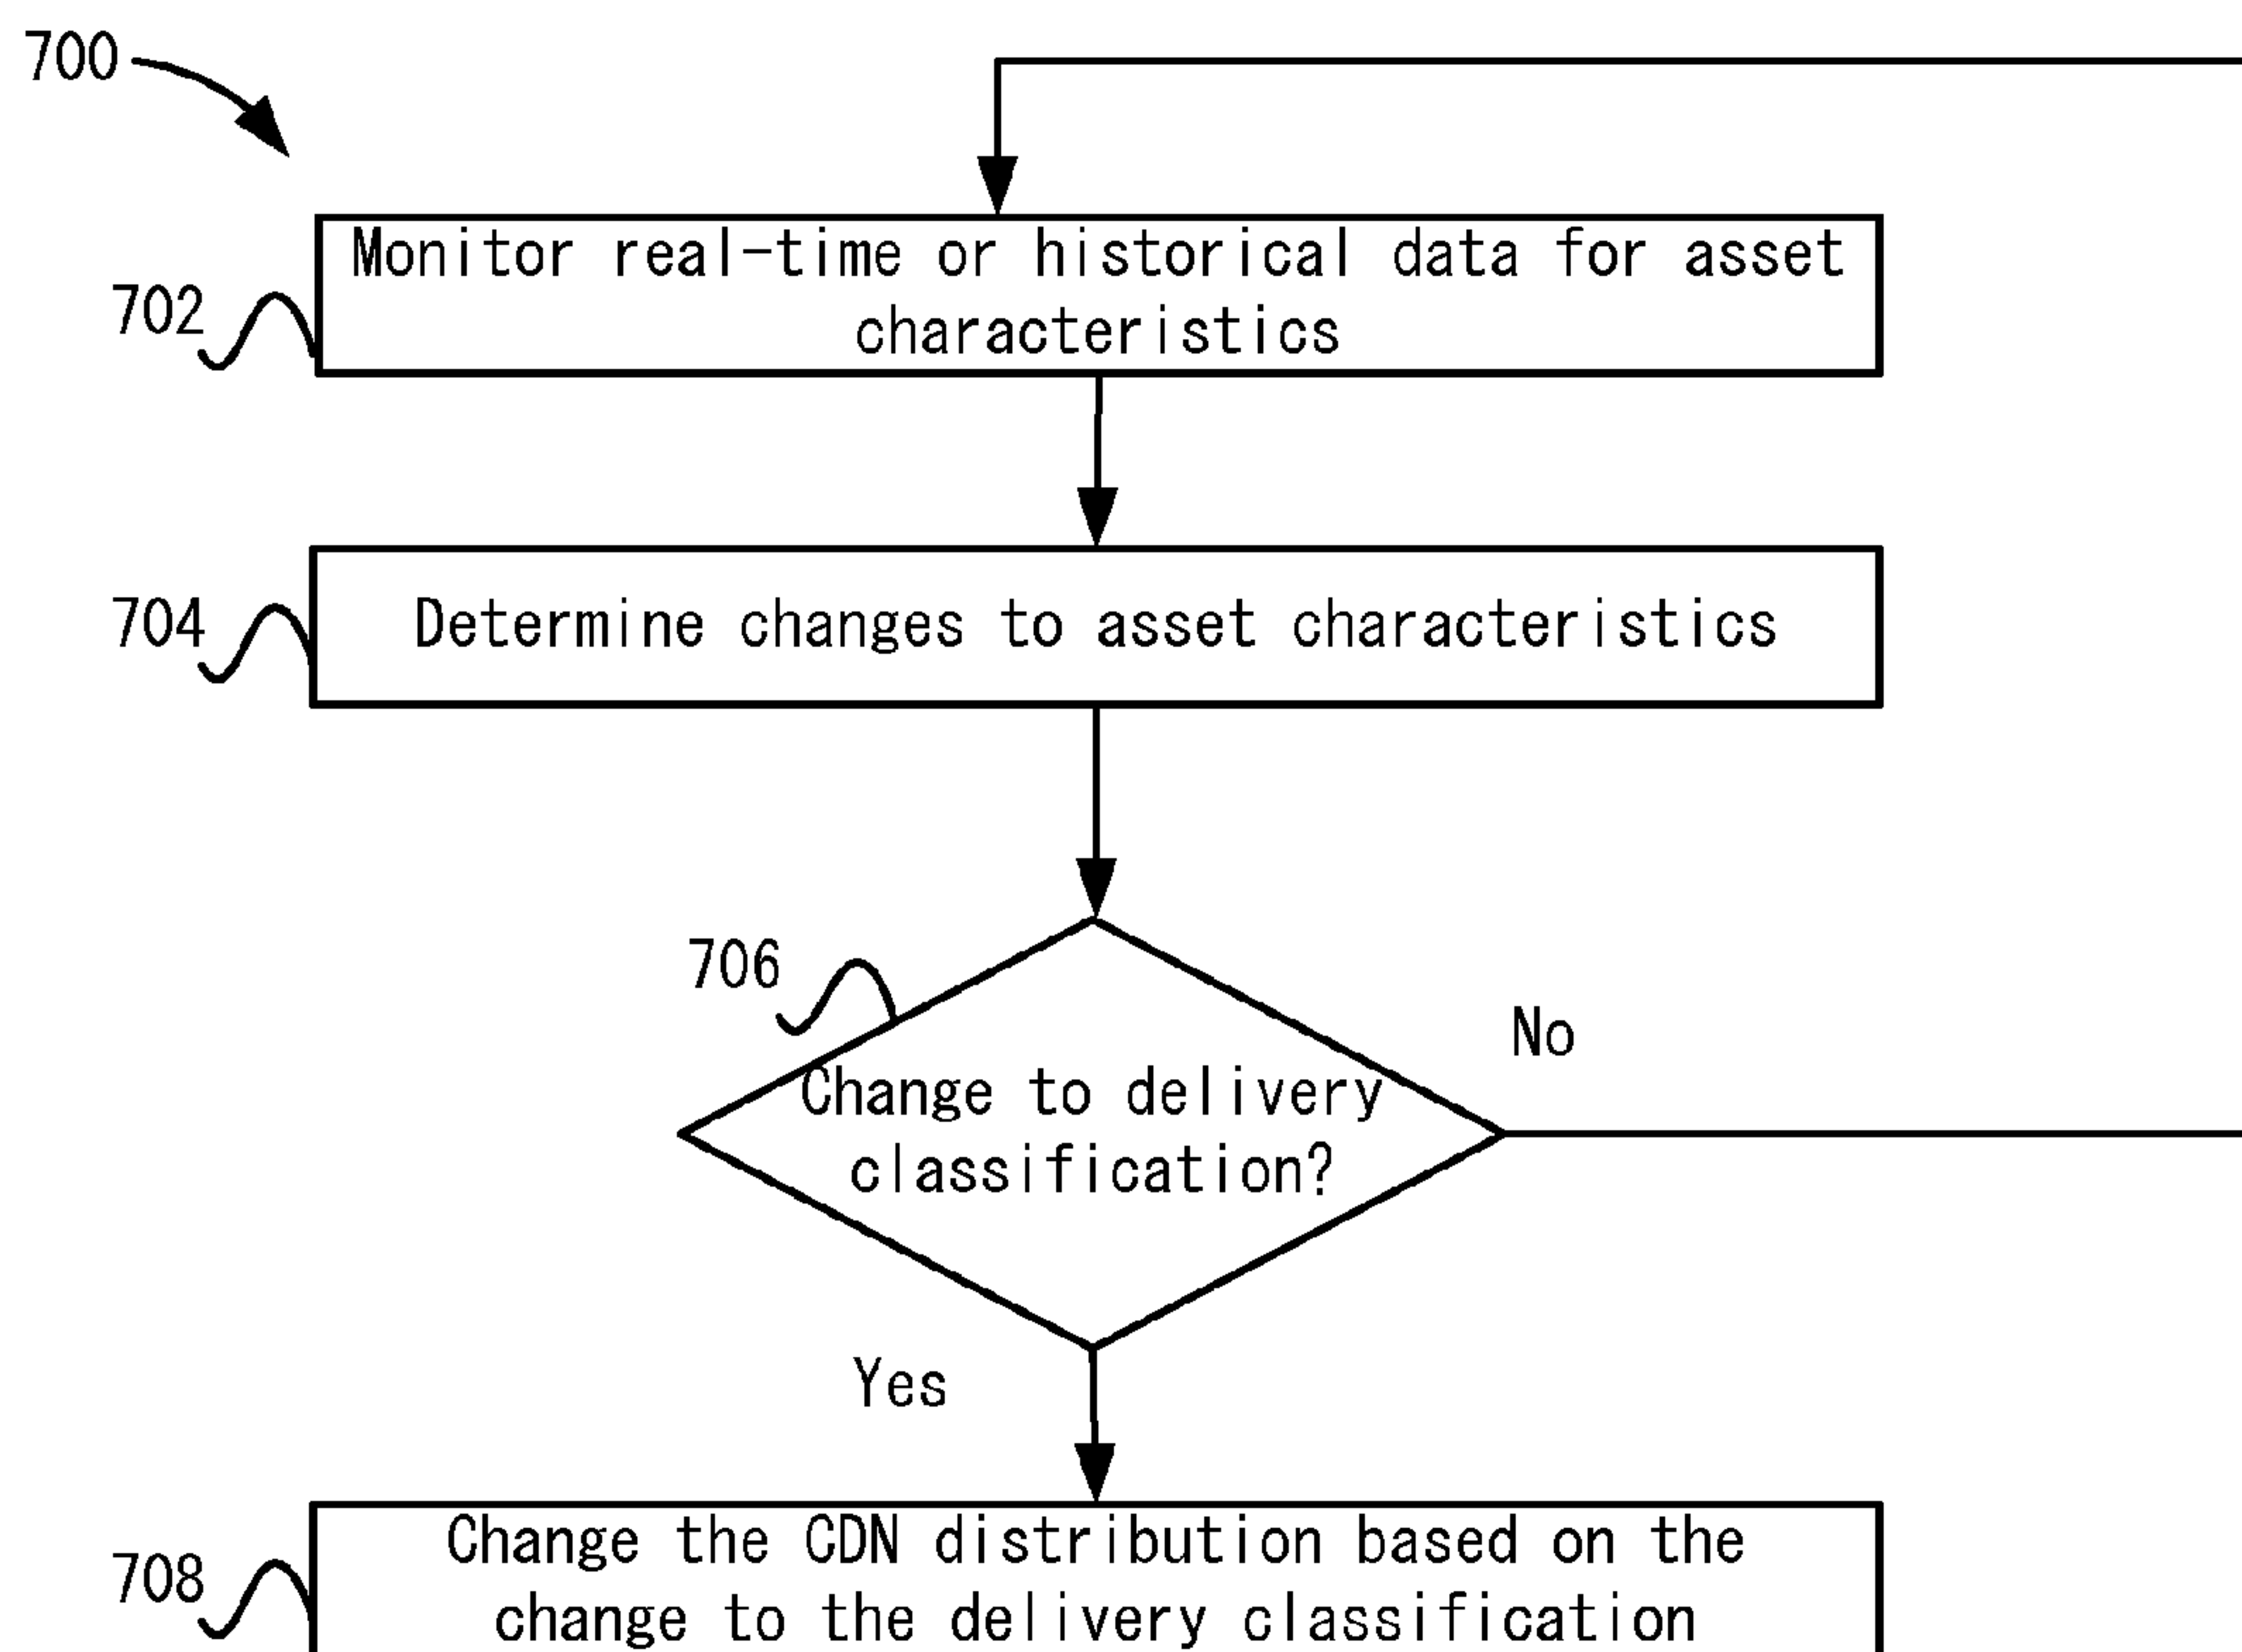 700
Monitor real-time or historical data for asset
characteristics
702
Determine changes to asset characteristics
704
706
Change to delivery
classification?
No
Yes
Change the CDN distribution based on the
change to the delivery classification
708